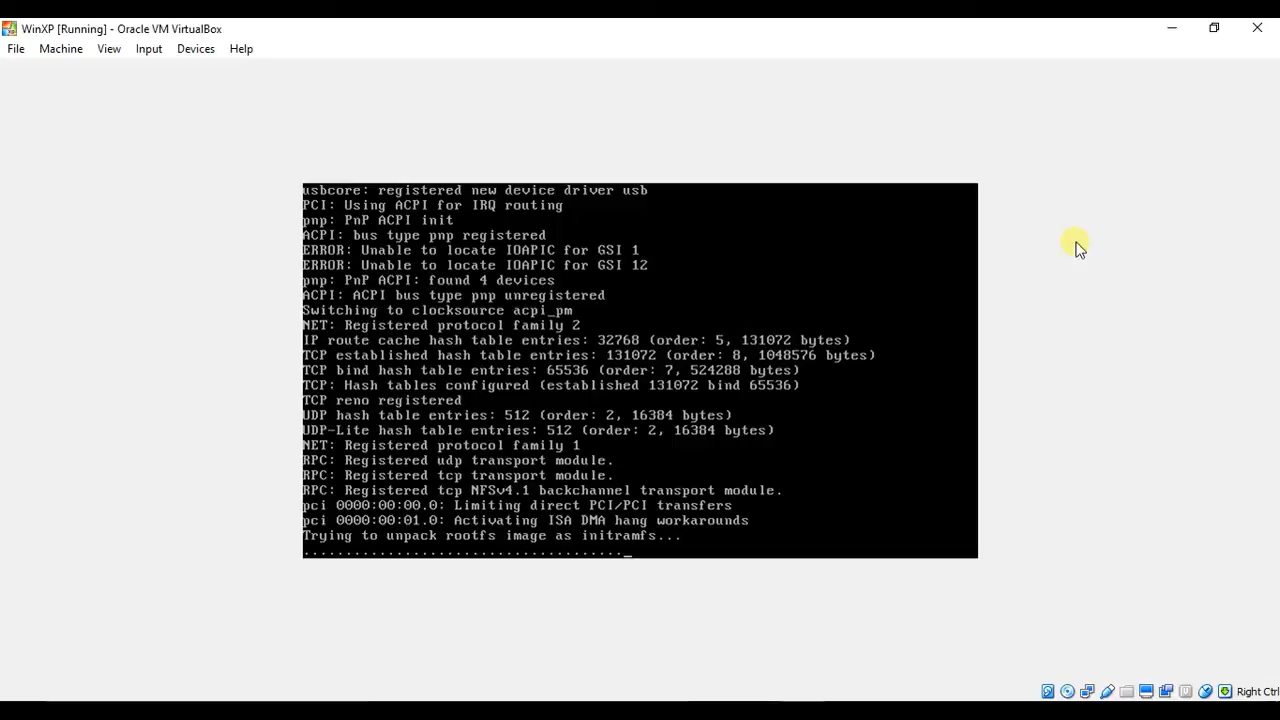 WinXP [Running] - Oracle VM VirtualBox
File Machine View Input Devices Help
usbcore: registered new device driver usb
PCI: Using ACPI for IRQ routing
pnp: PnP ACPI init
ACPI: bus type pnp registered
ERROR: Unable to locate IOAPIC for GSI 1
ERROR: Unable to locate IOAPIC for GSI 12
pnp: PnP ACPI: found 4 devices
ACPI: ACPI bus type pnp unregistered
Switching to clocksource acpi_pm
NET: Registered protocol family 2
IP route cache hash table entries: 32768 (order: 5, 131072 bytes)
TCP established hash table entries: 131072 (order: 8, 1048576 bytes)
TCP bind hash table entries: 65536 (order: 7, 524288 bytes)
TCP: Hash tables configured (established 131072 bind 65536)
TCP reno registered
UDP hash table entries: 512 (order: 2, 16384 bytes)
UDP-Lite hash table entries: 512 (order: 2, 16384 bytes)
NET: Registered protocol family 1
RPC: Registered udp transport module.
RPC: Registered tcp transport module.
RPC: Registered tcp NFSv4.1 backchannel transport module.
pci 0000:00:00.0: Limiting direct PCI/PCI transfers
pci 0000:00:01.0: Activating ISA DMA hang workarounds
Trying to unpack rootfs image as initramfs...
......................................_
Right Ctrl